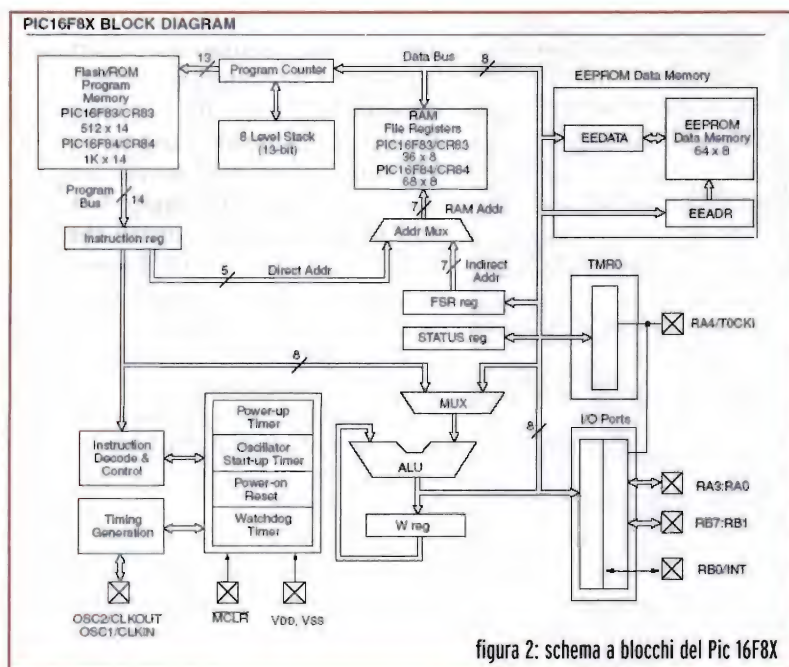 PIC16F8X BLOCK DIAGRAM
Flash/ROM
Program
Memory
PIC16F83/CR83
512 x 14
PIC16F84/CR84
1K x 14
13
Program Counter
8 Level Stack
(13-bit)
Data Bus
8
RAM
File Registers
PIC16F83/CR83
36 x 8
PIC16F84/CR84
68 x 8
EEPROM Data Memory
EEDATA
EEPROM
Data Memory
64 x 8
EEADR
Program
Bus
14
Instruction reg
7
RAM Addr
Addr Mux
5
Direct Addr
7
Indirect
Addr
FSR reg
STATUS reg
TMR0
RA4/T0CKI
8
MUX
Power-up
Timer
Oscillator
Start-up Timer
Power-on
Reset
Watchdog
Timer
Instruction
Decode &
Control
Timing
Generation
ALU
W reg
8
I/O Ports
RA3:RA0
RB7:RB1
RB0/INT
OSC2/CLKOUT
OSC1/CLKIN
MCLR
VDD, VSS
figura 2: schema a blocchi del Pic 16F8X